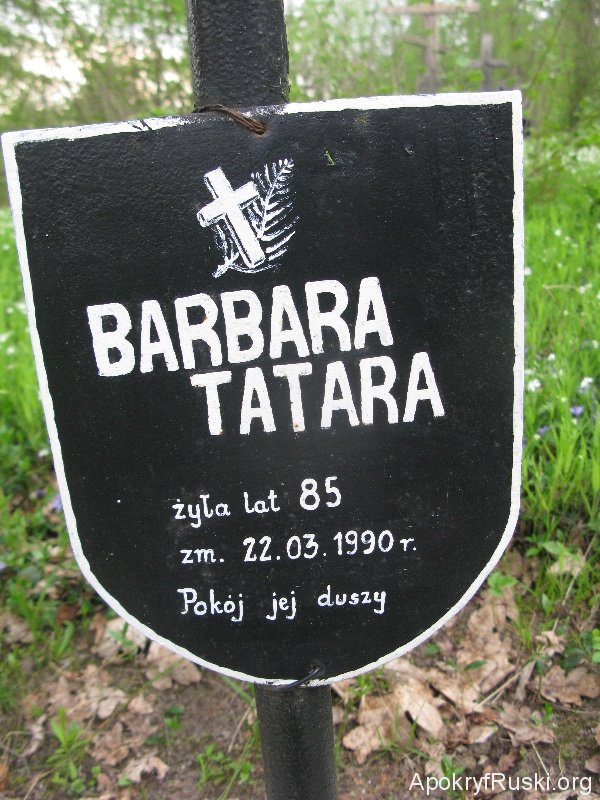 BARBARA
TATARA
żyła lat 85
zm. 22.03.1990 r.
Pokój jej duszy
ApokryfRuski.org